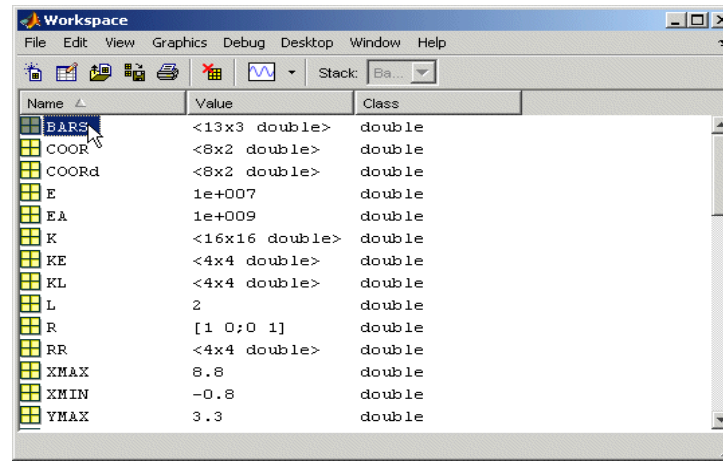 Workspace
File Edit View Graphics Debug Desktop Window Help
Stack: Ba...
Name Value Class
BARS <13x3 double> double
COOR <8x2 double> double
COORd <8x2 double> double
E 1e+007 double
EA 1e+009 double
K <16x16 double> double
KE <4x4 double> double
KL <4x4 double> double
L 2 double
R [1 0;0 1] double
RR <4x4 double> double
XMAX 8.8 double
XMIN -0.8 double
YMAX 3.3 double